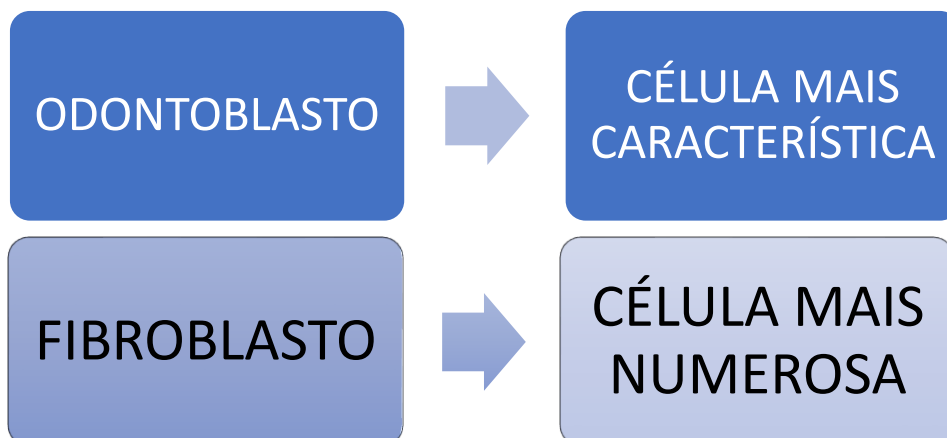 ODONTOBLASTO
CÉLULA MAIS
CARACTERÍSTICA
FIBROBLASTO
CÉLULA MAIS
NUMEROSA